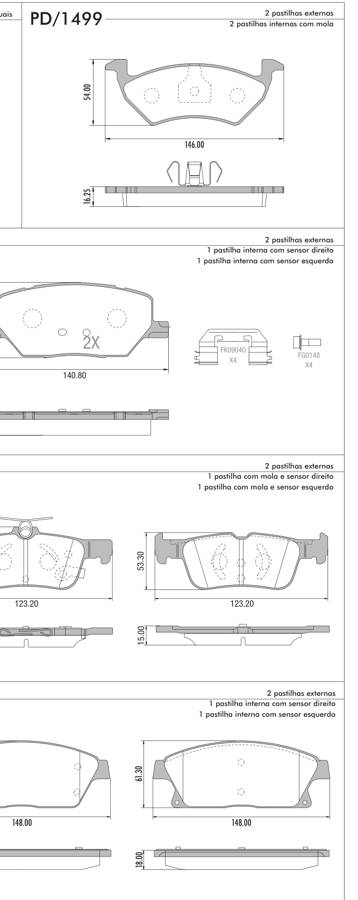 uais
PD/1499
2 pastilhas externas
2 pastilhas internas com mola
54.00
146.00
16.25
2 pastilhas externas
1 pastilha interna com sensor direito
1 pastilha interna com sensor esquerdo
2X
FK09040
X4
FG0148
X4
140.80
2 pastilhas externas
1 pastilha com mola e sensor direito
1 pastilha com mola e sensor esquerdo
53.30
123.20
123.20
15.00
2 pastilhas externas
1 pastilha interna com sensor direito
1 pastilha interna com sensor esquerdo
61.30
148.00
148.00
18.00